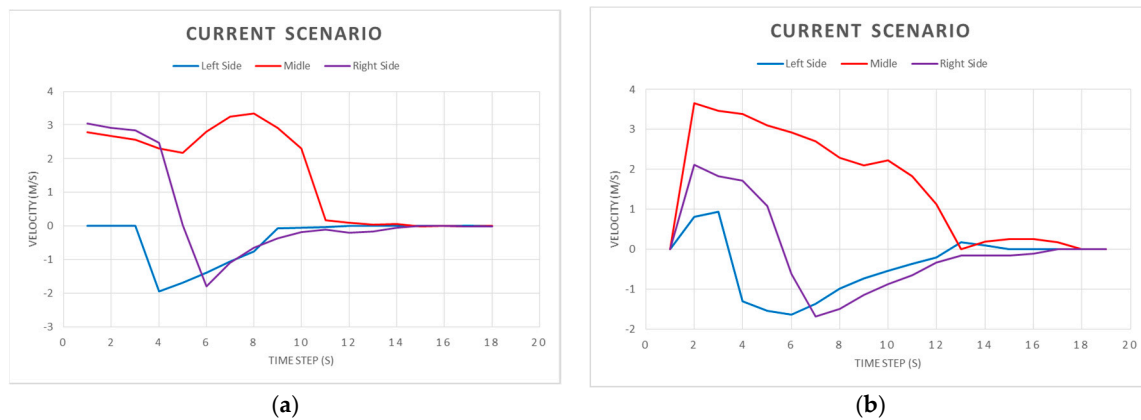 CURRENT SCENARIO
Left Side Midle Right Side
4
3
2
1
0
-1
-2
-3
VELOCITY (M/S)
0 2 4 6 8 10 12 14 16 18 20
TIME STEP (S)
(a)
CURRENT SCENARIO
Left Side Midle Right Side
4
3
2
1
0
-1
-2
VELOCITY (M/S)
0 2 4 6 8 10 12 14 16 18 20
TIME STEP (S)
(b)